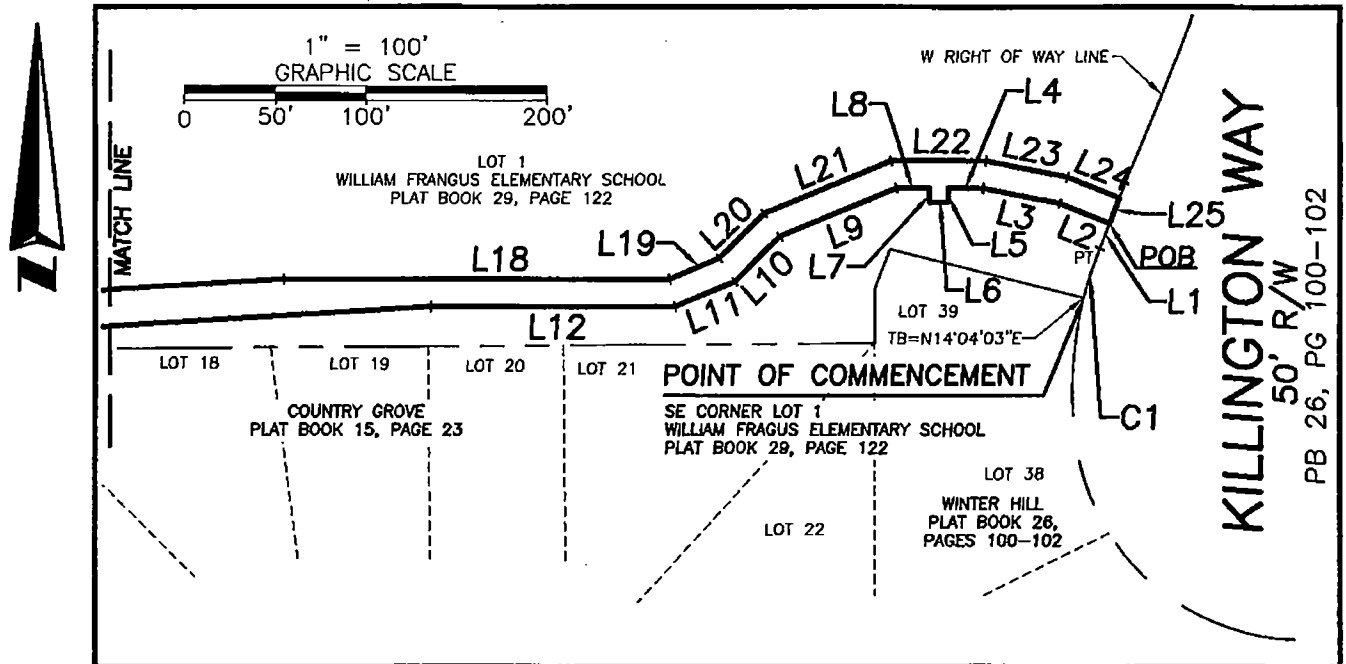 1" = 100'
GRAPHIC SCALE
0 50' 100' 200'
N
MATCH LINE
LOT 1
WILLIAM FRANGUS ELEMENTARY SCHOOL
PLAT BOOK 29, PAGE 122
W RIGHT OF WAY LINE
L8
L4
L22
L21
L23
L24
L20
L19
L18
L9
L3
L25
L2
L5
L7
L6
PT
POB
L10
L11
L1
L12
LOT 39
TB=N14°04'03"E
LOT 18
LOT 19
LOT 20
LOT 21
POINT OF COMMENCEMENT
SE CORNER LOT 1
WILLIAM FRAGUS ELEMENTARY SCHOOL
PLAT BOOK 29, PAGE 122
C1
COUNTRY GROVE
PLAT BOOK 15, PAGE 23
LOT 38
WINTER HILL
PLAT BOOK 26,
PAGES 100-102
LOT 22
KILLINGTON WAY
50' R/W
PB 26, PG 100-102